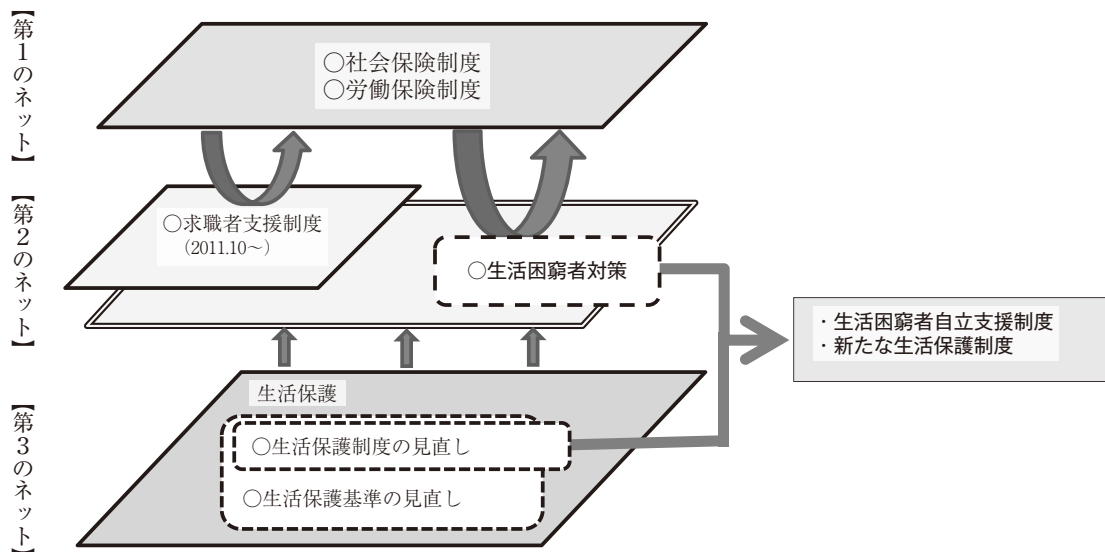 【第1のネット】
○社会保険制度
○労働保険制度
【第2のネット】
○求職者支援制度
(2011.10～)
○生活困窮者対策
・生活困窮者自立支援制度
・新たな生活保護制度
【第3のネット】
生活保護
○生活保護制度の見直し
○生活保護基準の見直し